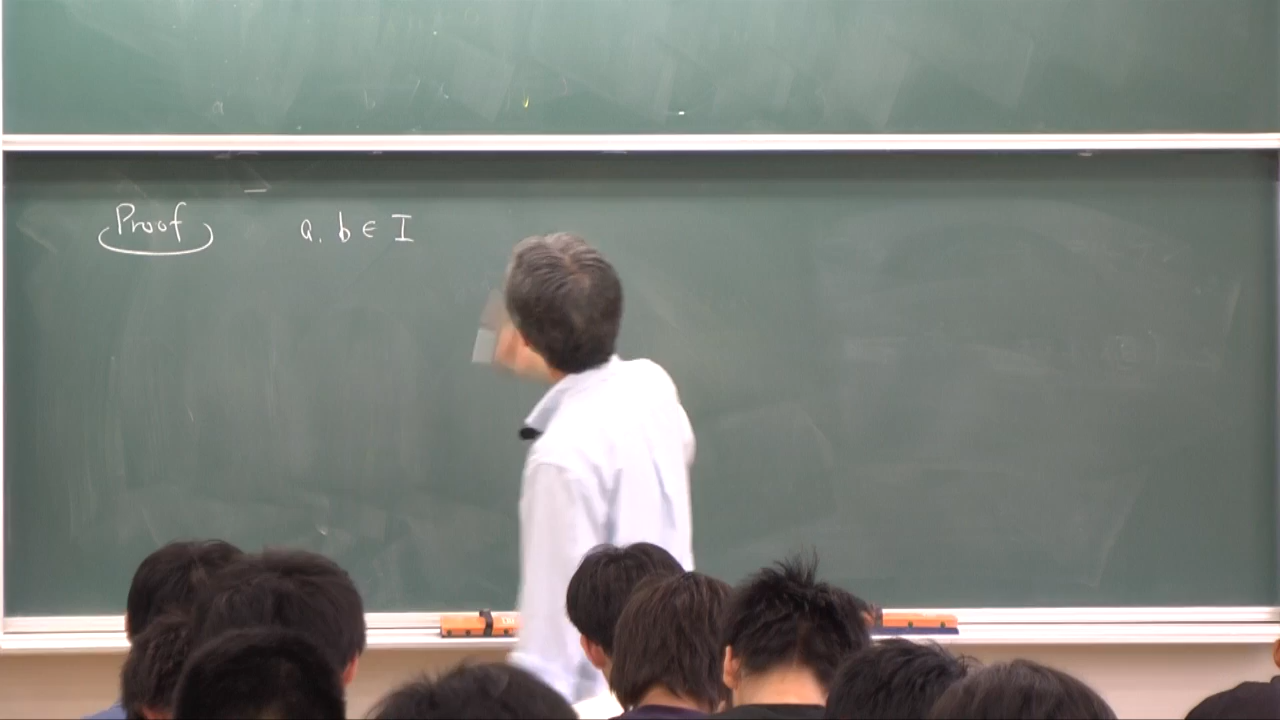 Proof a, b ∈ I